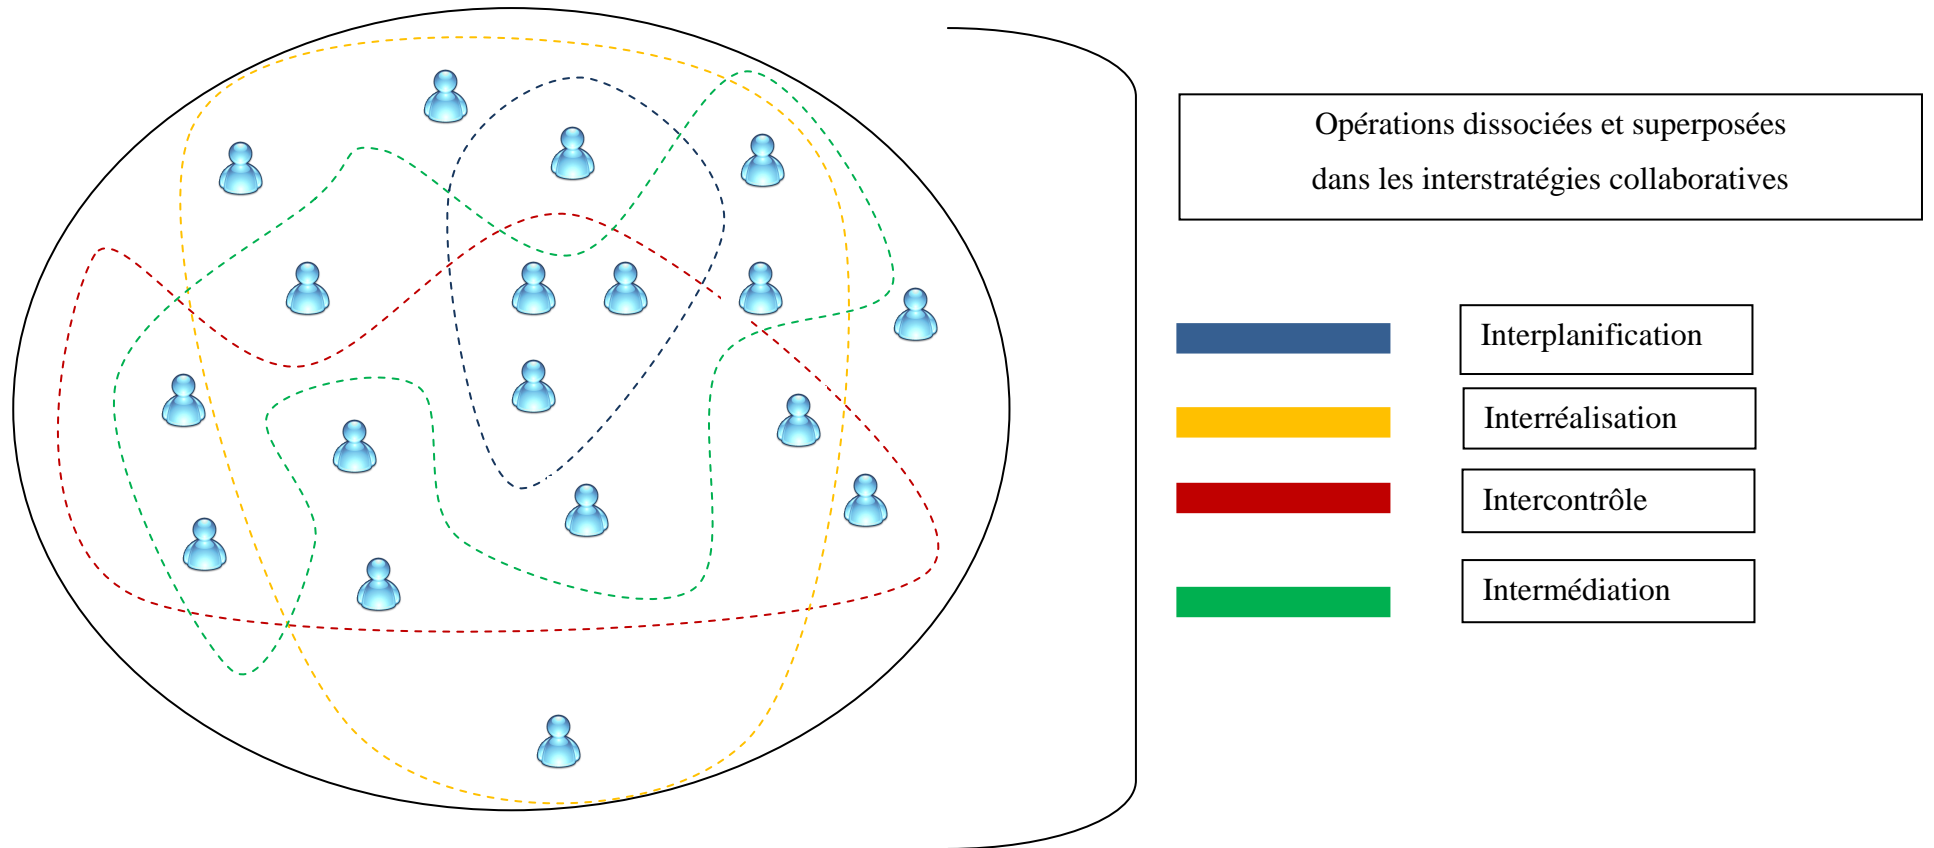 Opérations dissociées et superposées
dans les interstratégies collaboratives
Interplanification
Interréalisation
Intercontrôle
Intermédiation